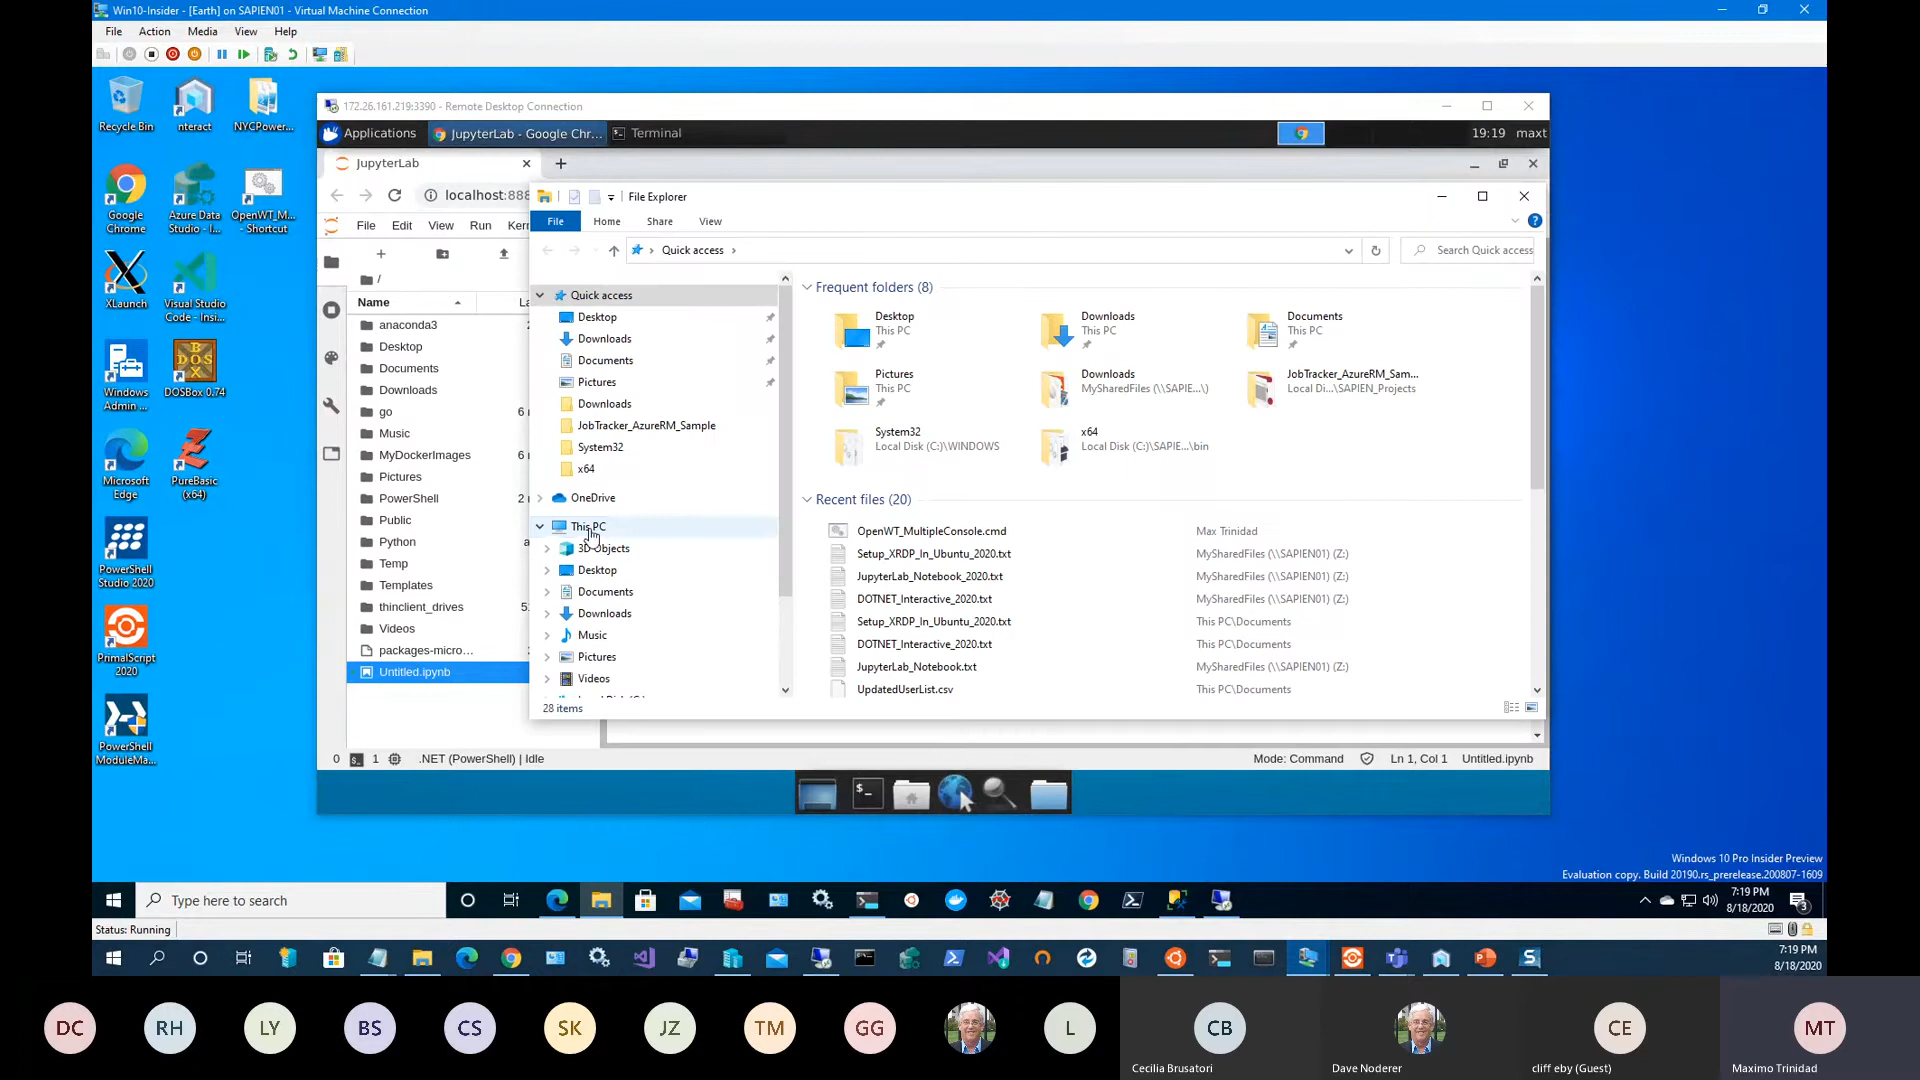 Win10-Insider - [Earth] on SAPIEN01 - Virtual Machine Connection
File Action Media View Help
Recycle Bin
nteract
NYCPower...
Google Chrome
Azure Data Studio - I...
OpenWT_M... - Shortcut
XLaunch
Visual Studio Code - Insi...
Windows Admin ...
DOSBox 0.74
Microsoft Edge
PureBasic (x64)
PowerShell Studio 2020
PrimalScript 2020
PowerShell ModuleMa...
172.26.161.219:3390 - Remote Desktop Connection
Applications JupyterLab - Google Chr... Terminal 19:19 maxt
JupyterLab
localhost:888
File Edit View Run Kern
/
Name La
anaconda3 2
Desktop
Documents
Downloads
go 6 m
Music
MyDockerImages 6 m
Pictures
PowerShell 2 m
Public
Python a
Temp
Templates
thinclient_drives 51
Videos
packages-micro...
Untitled.ipynb
File Explorer
File Home Share View
Quick access
Search Quick access
Quick access
Desktop
Downloads
Documents
Pictures
Downloads
JobTracker_AzureRM_Sample
System32
x64
OneDrive
This PC
3D Objects
Desktop
Documents
Downloads
Music
Pictures
Videos
Frequent folders (8)
Desktop
This PC
Downloads
This PC
Documents
This PC
Pictures
This PC
Downloads
MySharedFiles (\\SAPIE...\)
JobTracker_AzureRM_Sam...
Local Di...\SAPIEN_Projects
System32
Local Disk (C:)\WINDOWS
x64
Local Disk (C:)\SAPIE...\bin
Recent files (20)
OpenWT_MultipleConsole.cmd Max Trinidad
Setup_XRDP_In_Ubuntu_2020.txt MySharedFiles (\\SAPIEN01) (Z:)
JupyterLab_Notebook_2020.txt MySharedFiles (\\SAPIEN01) (Z:)
DOTNET_Interactive_2020.txt MySharedFiles (\\SAPIEN01) (Z:)
Setup_XRDP_In_Ubuntu_2020.txt This PC\Documents
DOTNET_Interactive_2020.txt This PC\Documents
JupyterLab_Notebook.txt MySharedFiles (\\SAPIEN01) (Z:)
UpdatedUserList.csv This PC\Documents
28 items
0 1 .NET (PowerShell) | Idle Mode: Command Ln 1, Col 1 Untitled.ipynb
Windows 10 Pro Insider Preview
Evaluation copy. Build 20190.rs_prerelease.200807-1609
Type here to search
7:19 PM
8/18/2020
3
Status: Running
7:19 PM
8/18/2020
DC RH LY BS CS SK JZ TM GG L CB CE MT
Cecilia Brusatori Dave Noderer cliff eby (Guest) Maximo Trinidad